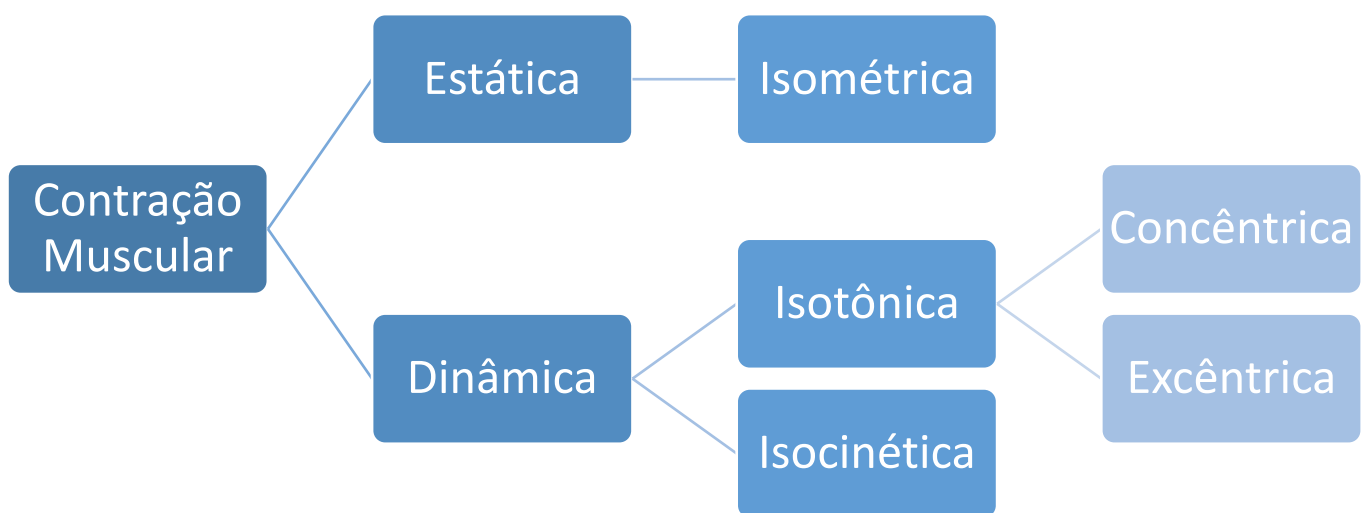 Contração
Muscular
Estática
Isométrica
Dinâmica
Isotônica
Concêntrica
Excêntrica
Isocinética